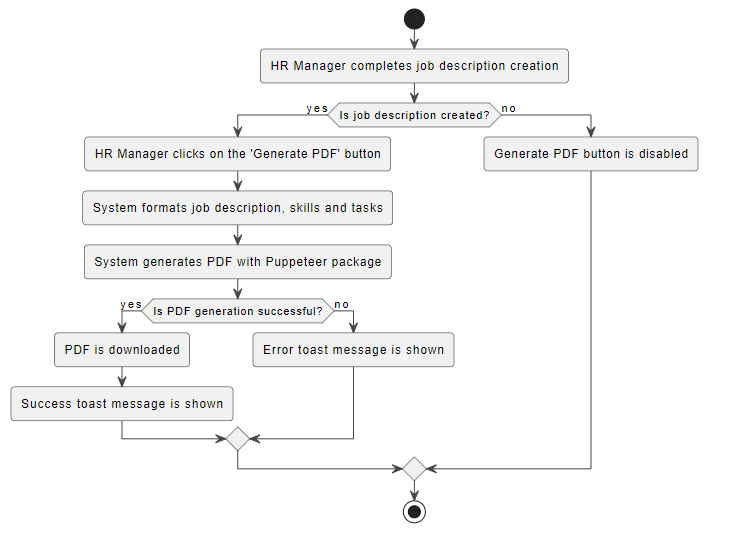 HR Manager completes job description creation
yes
Is job description created?
no
HR Manager clicks on the 'Generate PDF' button
Generate PDF button is disabled
System formats job description, skills and tasks
System generates PDF with Puppeteer package
yes
Is PDF generation successful?
no
PDF is downloaded
Error toast message is shown
Success toast message is shown